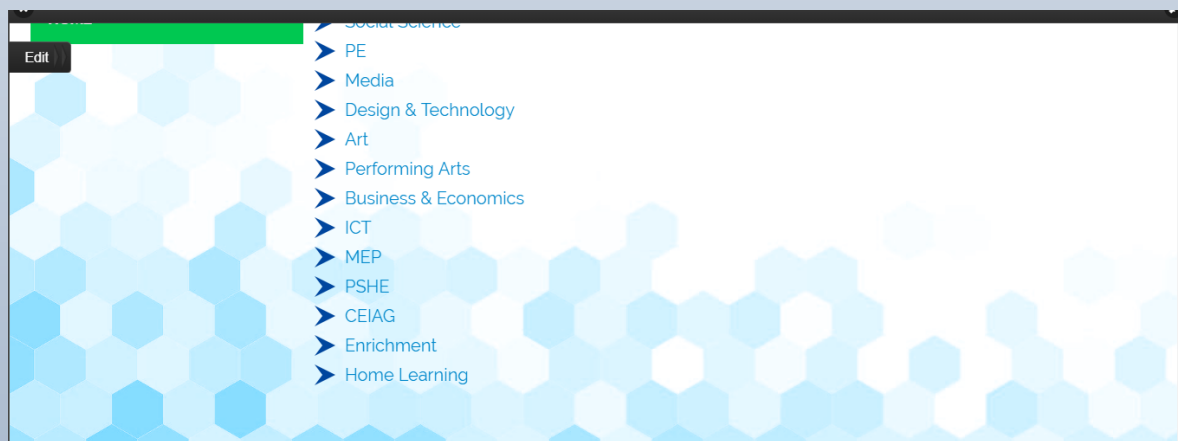 HOME
Social Science
Edit
PE
Media
Design & Technology
Art
Performing Arts
Business & Economics
ICT
MEP
PSHE
CEIAG
Enrichment
Home Learning